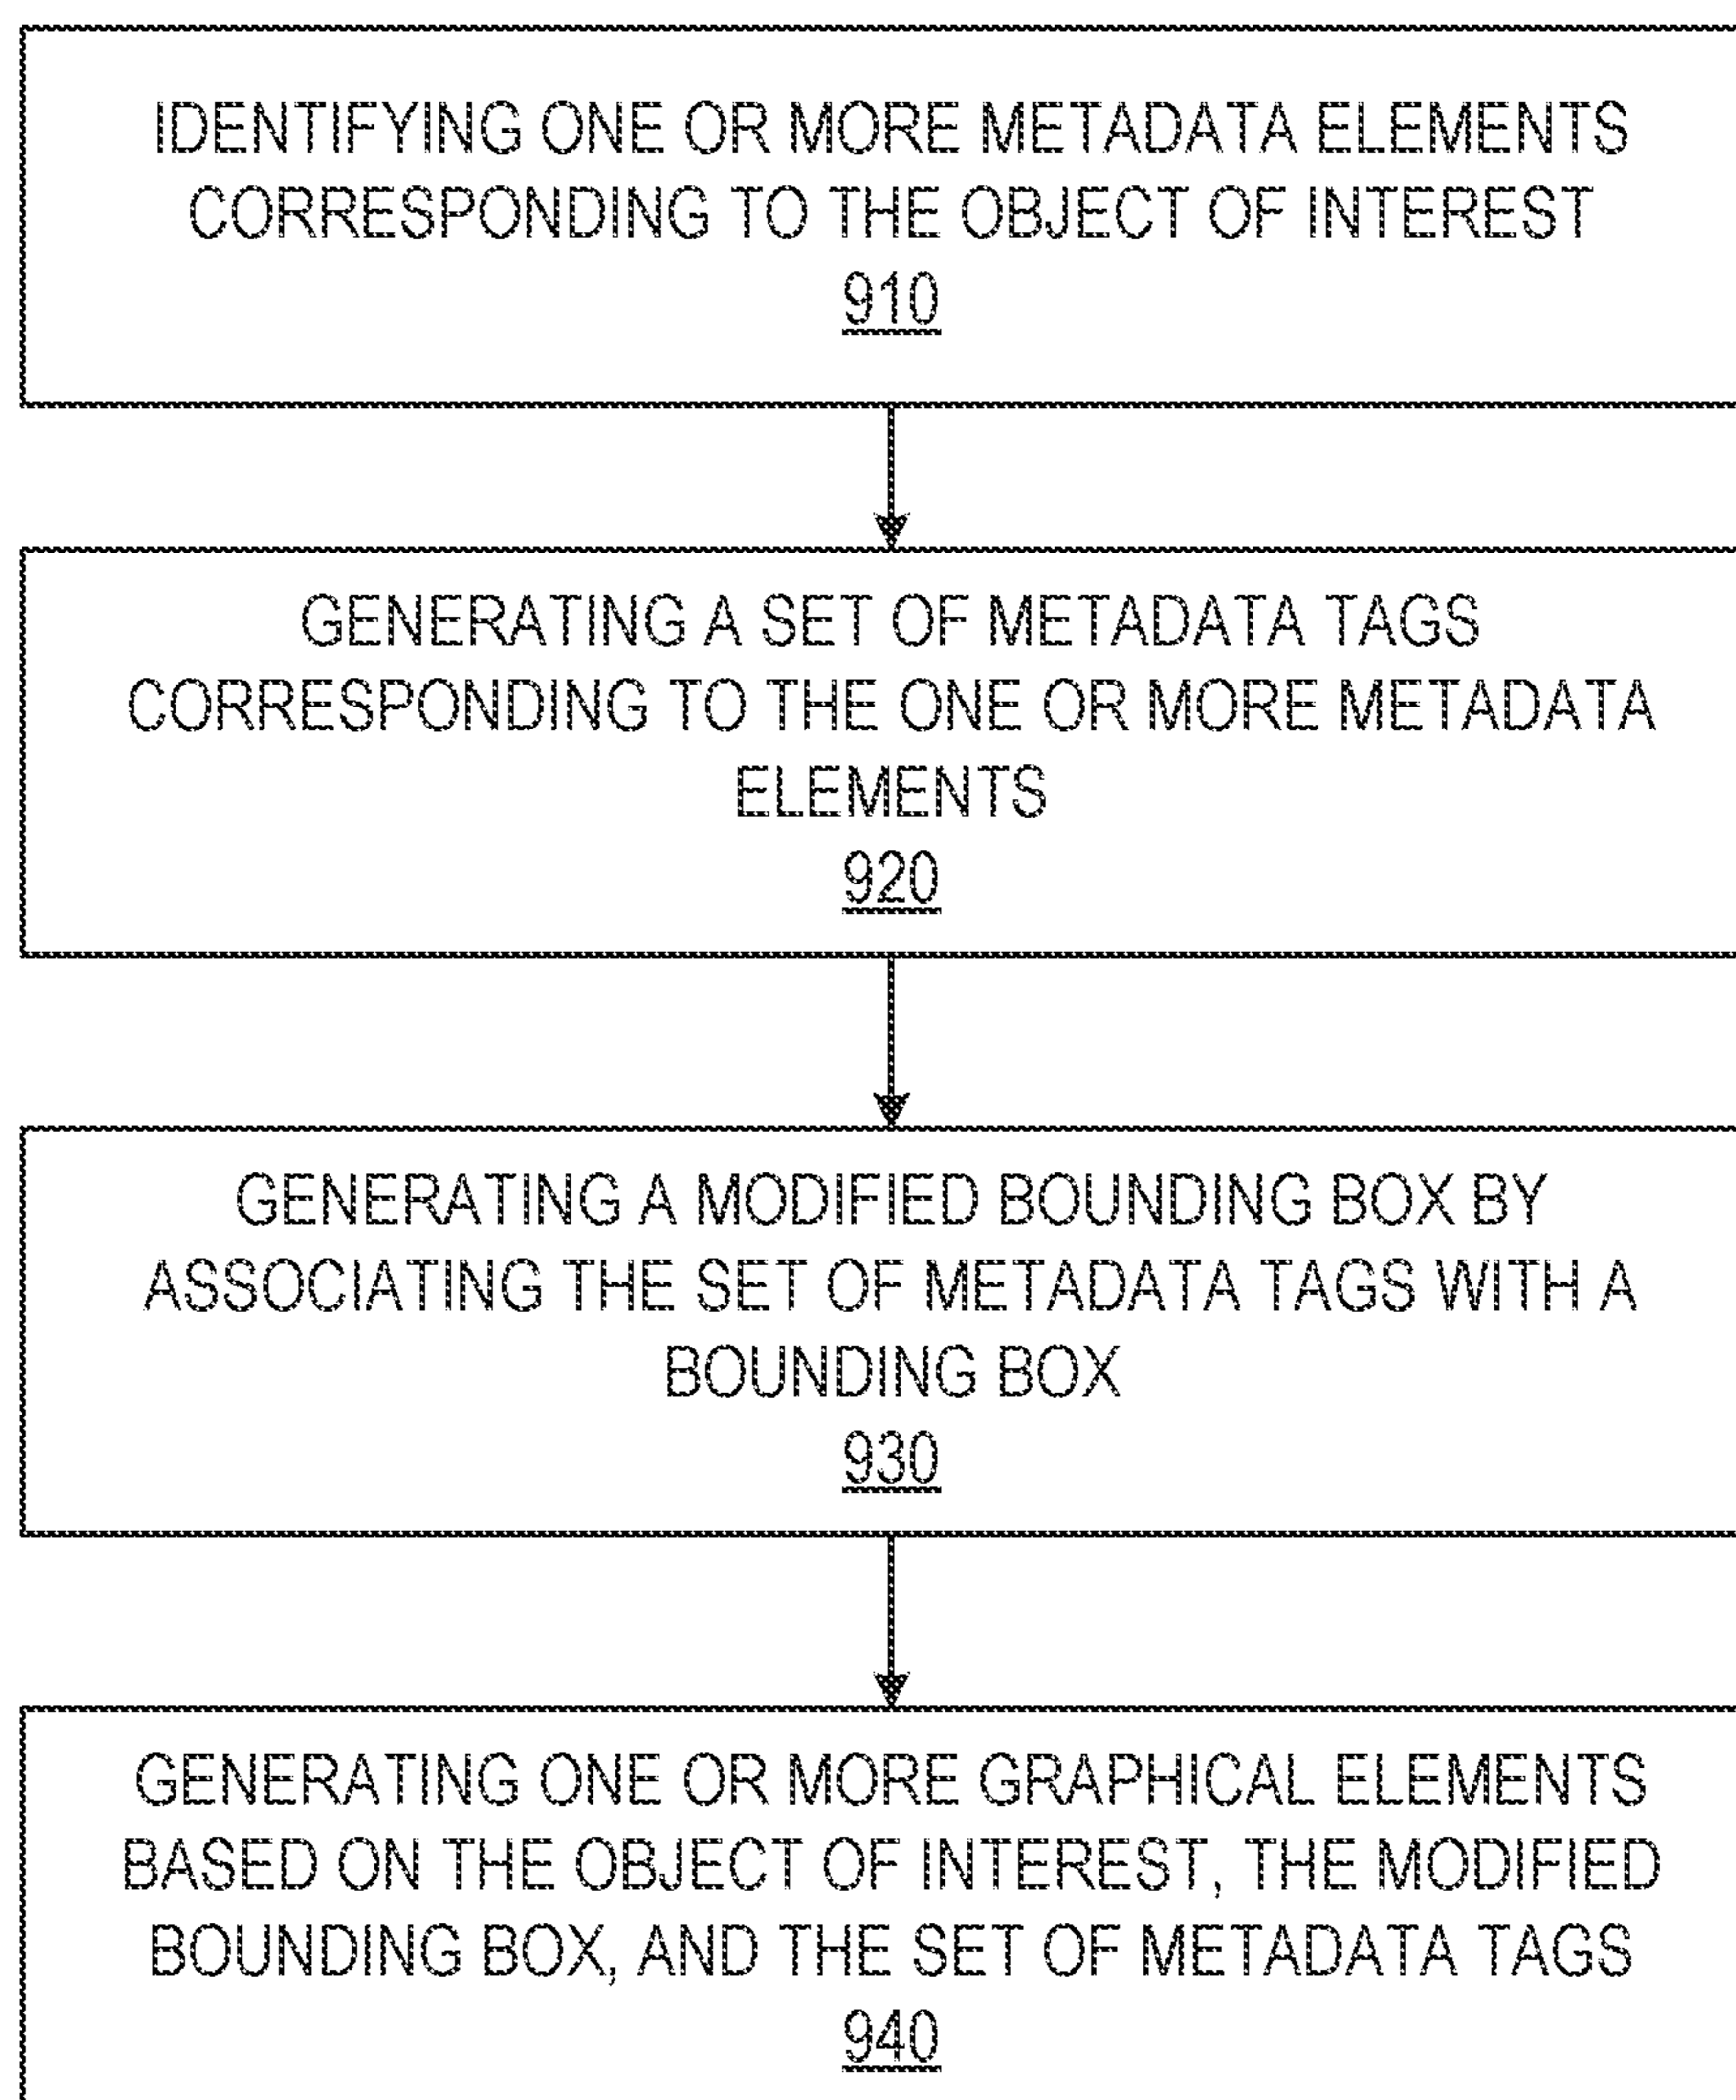 IDENTIFYING ONE OR MORE METADATA ELEMENTS
CORRESPONDING TO THE OBJECT OF INTEREST
910
GENERATING A SET OF METADATA TAGS
CORRESPONDING TO THE ONE OR MORE METADATA
ELEMENTS
920
GENERATING A MODIFIED BOUNDING BOX BY
ASSOCIATING THE SET OF METADATA TAGS WITH A
BOUNDING BOX
930
GENERATING ONE OR MORE GRAPHICAL ELEMENTS
BASED ON THE OBJECT OF INTEREST, THE MODIFIED
BOUNDING BOX, AND THE SET OF METADATA TAGS
940